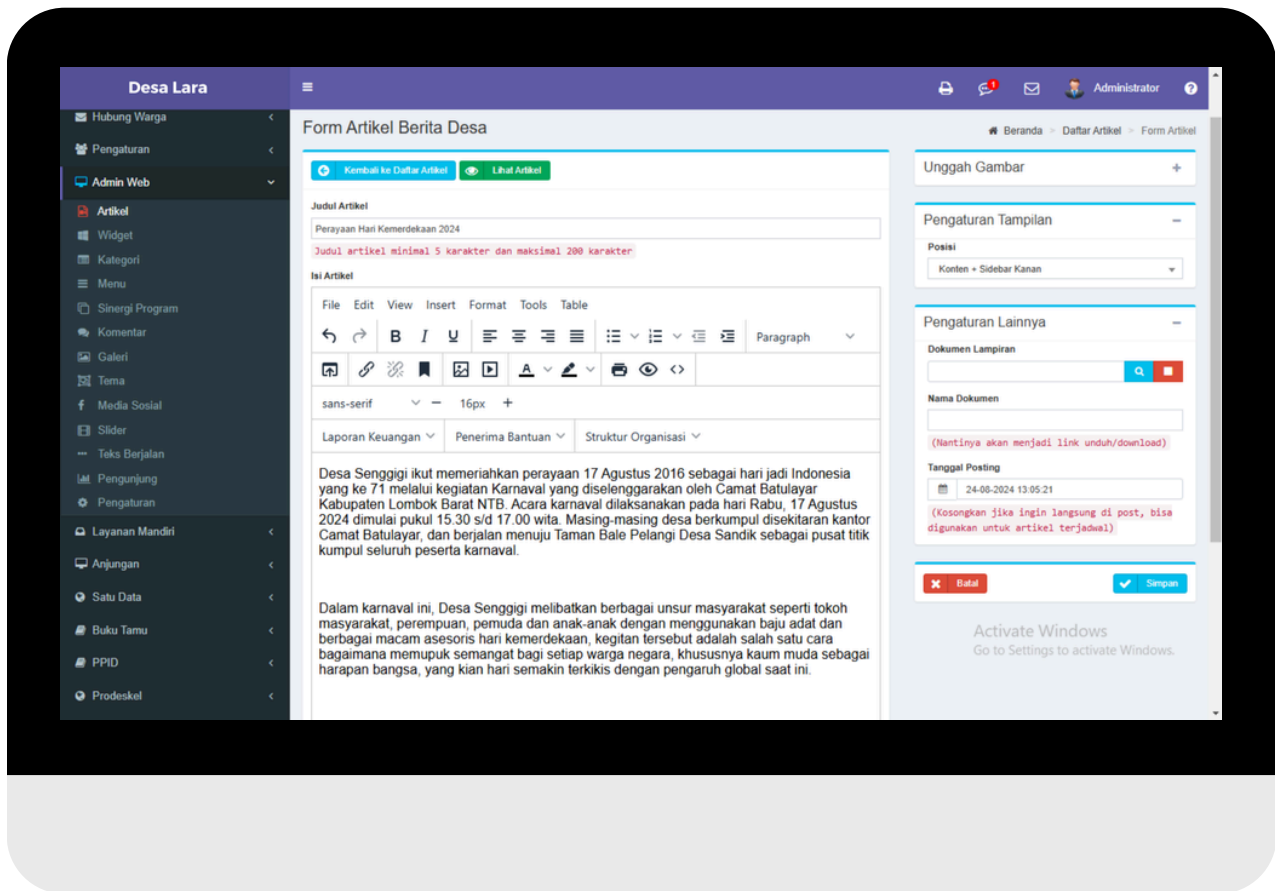 Desa Lara
1
Administrator
Hubung Warga
Pengaturan
Admin Web
Artikel
Widget
Kategori
Menu
Sinergi Program
Komentar
Galeri
Tema
Media Sosial
Slider
Teks Berjalan
Pengunjung
Pengaturan
Layanan Mandiri
Anjungan
Satu Data
Buku Tamu
PPID
Prodeskel
Form Artikel Berita Desa
Beranda > Daftar Artikel > Form Artikel
Kembali ke Daftar Artikel
Lihat Artikel
Judul Artikel
Perayaan Hari Kemerdekaan 2024
Judul artikel minimal 5 karakter dan maksimal 200 karakter
Isi Artikel
File Edit View Insert Format Tools Table
B I U Paragraph
A
sans-serif 16px
Laporan Keuangan Penerima Bantuan Struktur Organisasi
Desa Senggigi ikut memeriahkan perayaan 17 Agustus 2016 sebagai hari jadi Indonesia
yang ke 71 melalui kegiatan Karnaval yang diselenggarakan oleh Camat Batulayar
Kabupaten Lombok Barat NTB. Acara karnaval dilaksanakan pada hari Rabu, 17 Agustus
2024 dimulai pukul 15.30 s/d 17.00 wita. Masing-masing desa berkumpul disekitaran kantor
Camat Batulayar, dan berjalan menuju Taman Bale Pelangi Desa Sandik sebagai pusat titik
kumpul seluruh peserta karnaval.
Dalam karnaval ini, Desa Senggigi melibatkan berbagai unsur masyarakat seperti tokoh
masyarakat, perempuan, pemuda dan anak-anak dengan menggunakan baju adat dan
berbagai macam asesoris hari kemerdekaan, kegitan tersebut adalah salah satu cara
bagaimana memupuk semangat bagi setiap warga negara, khususnya kaum muda sebagai
harapan bangsa, yang kian hari semakin terkikis dengan pengaruh global saat ini.
Unggah Gambar
Pengaturan Tampilan
Posisi
Konten + Sidebar Kanan
Pengaturan Lainnya
Dokumen Lampiran
Nama Dokumen
(Nantinya akan menjadi link unduh/download)
Tanggal Posting
24-08-2024 13:05:21
(Kosongkan jika ingin langsung di post, bisa
digunakan untuk artikel terjadwal)
Batal
Simpan
Activate Windows
Go to Settings to activate Windows.